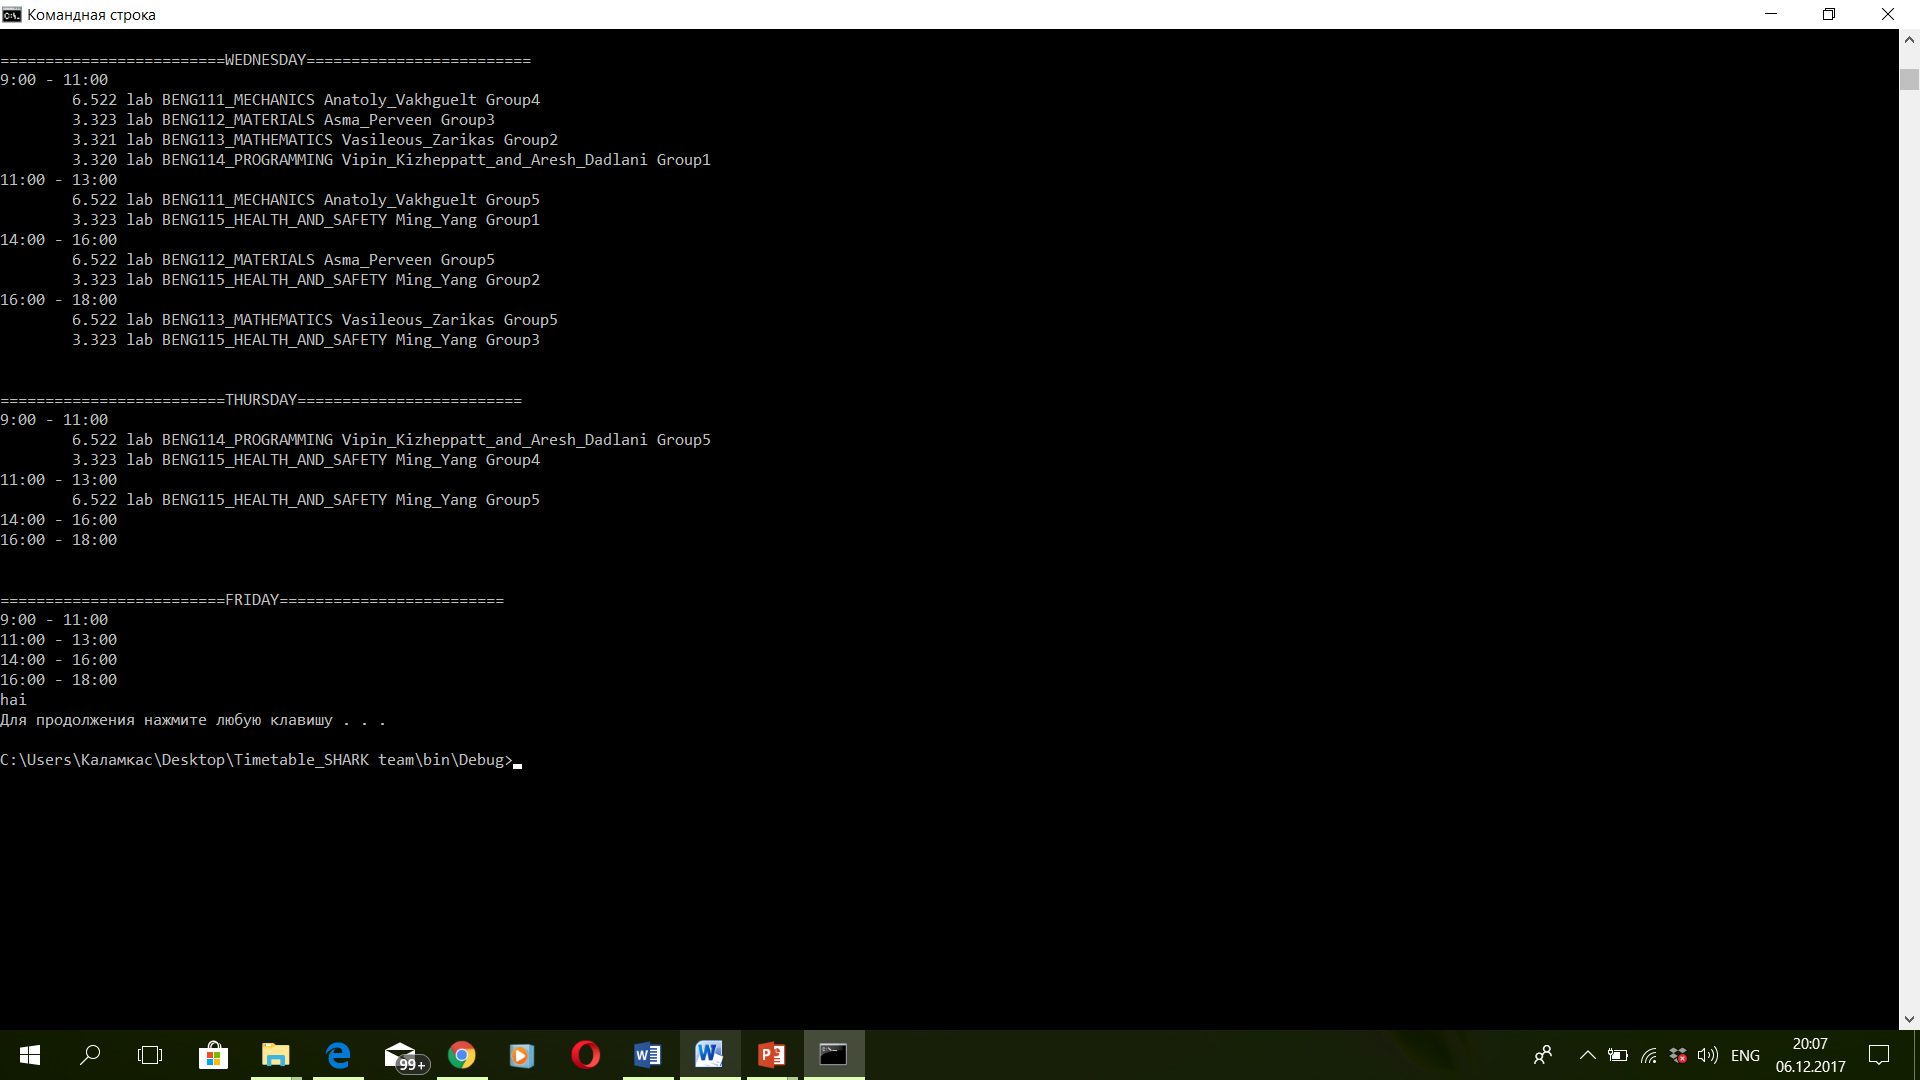 Командная строка
=========================WEDNESDAY=========================
9:00 - 11:00
6.522 lab BENG111_MECHANICS Anatoly_Vakhguelt Group4
3.323 lab BENG112_MATERIALS Asma_Perveen Group3
3.321 lab BENG113_MATHEMATICS Vasileous_Zarikas Group2
3.320 lab BENG114_PROGRAMMING Vipin_Kizheppatt_and_Aresh_Dadlani Group1
11:00 - 13:00
6.522 lab BENG111_MECHANICS Anatoly_Vakhguelt Group5
3.323 lab BENG115_HEALTH_AND_SAFETY Ming_Yang Group1
14:00 - 16:00
6.522 lab BENG112_MATERIALS Asma_Perveen Group5
3.323 lab BENG115_HEALTH_AND_SAFETY Ming_Yang Group2
16:00 - 18:00
6.522 lab BENG113_MATHEMATICS Vasileous_Zarikas Group5
3.323 lab BENG115_HEALTH_AND_SAFETY Ming_Yang Group3
=========================THURSDAY=========================
9:00 - 11:00
6.522 lab BENG114_PROGRAMMING Vipin_Kizheppatt_and_Aresh_Dadlani Group5
3.323 lab BENG115_HEALTH_AND_SAFETY Ming_Yang Group4
11:00 - 13:00
6.522 lab BENG115_HEALTH_AND_SAFETY Ming_Yang Group5
14:00 - 16:00
16:00 - 18:00
=========================FRIDAY=========================
9:00 - 11:00
11:00 - 13:00
14:00 - 16:00
16:00 - 18:00
hai
Для продолжения нажмите любую клавишу . . .
C:\Users\Каламкас\Desktop\Timetable_SHARK team\bin\Debug>
99+
ENG
20:07
06.12.2017